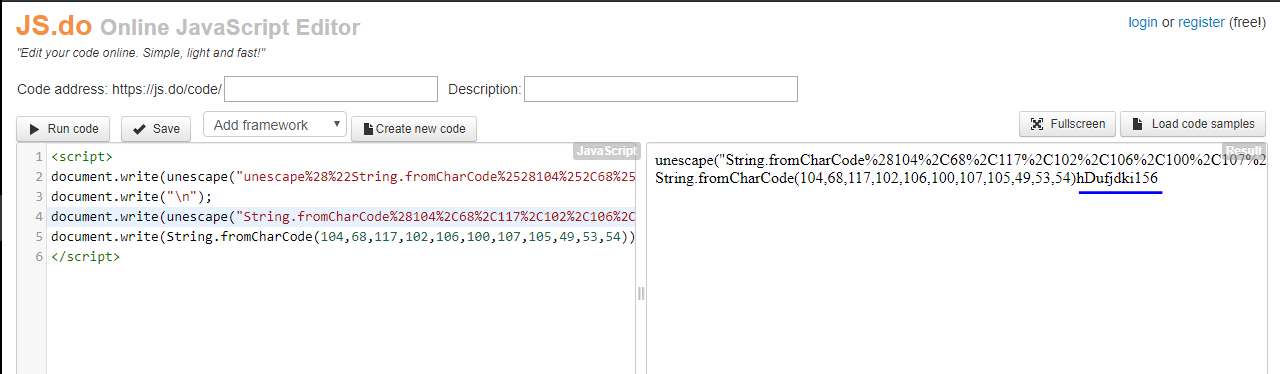 JS.do Online JavaScript Editor
login or register (free!)
"Edit your code online. Simple, light and fast!"
Code address: https://js.do/code/ Description:
Run code Save Add framework Create new code Fullscreen Load code samples
JavaScript
1 <script>
2 document.write(unescape("unescape%28%22String.fromCharCode%2528104%252C68%25
3 document.write("\n");
4 document.write(unescape("String.fromCharCode%28104%2C68%2C117%2C102%2C106%2C
5 document.write(String.fromCharCode(104,68,117,102,106,100,107,105,49,53,54))
6 </script>
Result
unescape("String.fromCharCode%28104%2C68%2C117%2C102%2C106%2C100%2C107%2
String.fromCharCode(104,68,117,102,106,100,107,105,49,53,54)hDufjdki156